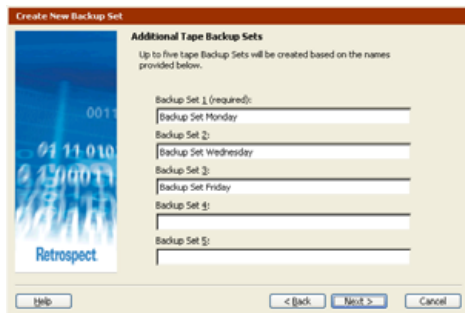 Create New Backup Set
Additional Tape Backup Sets
Up to five tape Backup Sets will be created based on the names
provided below.
Backup Set 1 (required):
Backup Set Monday
Backup Set 2:
Backup Set Wednesday
Backup Set 3:
Backup Set Friday
Backup Set 4:
Backup Set 5:
Retrospect
Help
< Back
Next >
Cancel